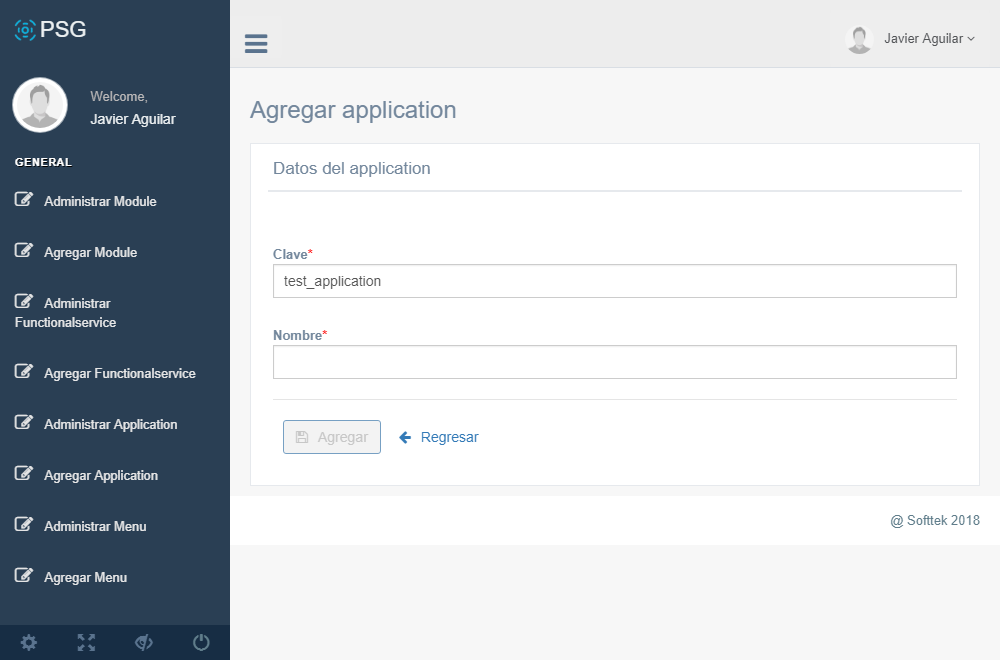 PSG
Welcome,
Javier Aguilar
GENERAL
Administrar Module
Agregar Module
Administrar
Functionalservice
Agregar Functionalservice
Administrar Application
Agregar Application
Administrar Menu
Agregar Menu
Javier Aguilar
Agregar application
Datos del application
Clave*
test_application
Nombre*
Agregar
Regresar
@ Softtek 2018